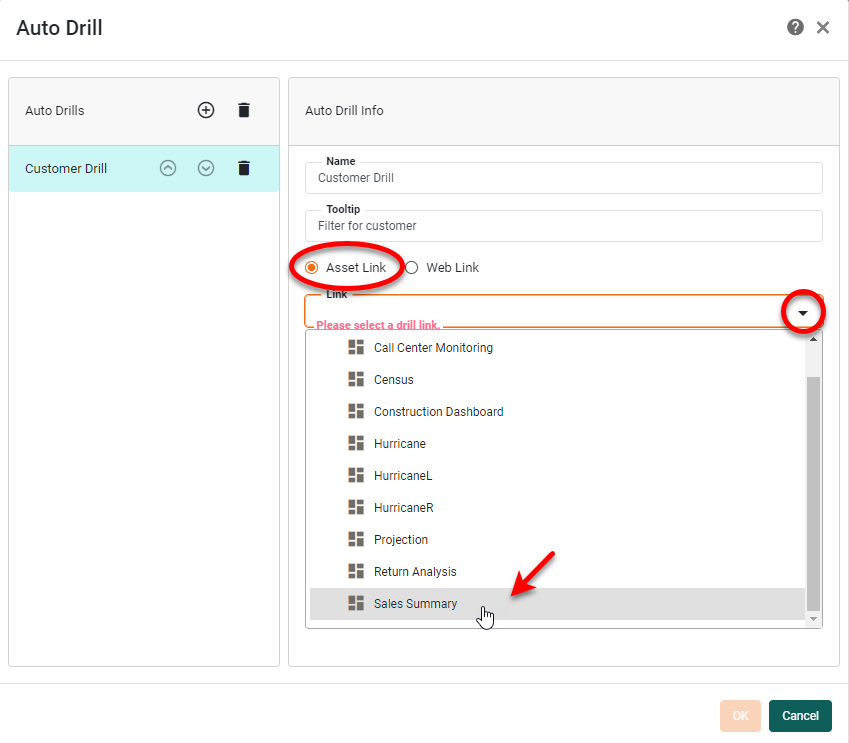 Auto Drill
Auto Drills
Customer Drill
Auto Drill Info
Name
Customer Drill
Tooltip
Filter for customer
Asset Link
Web Link
Link
Please select a drill link.
Call Center Monitoring
Census
Construction Dashboard
Hurricane
HurricaneL
HurricaneR
Projection
Return Analysis
Sales Summary
OK
Cancel